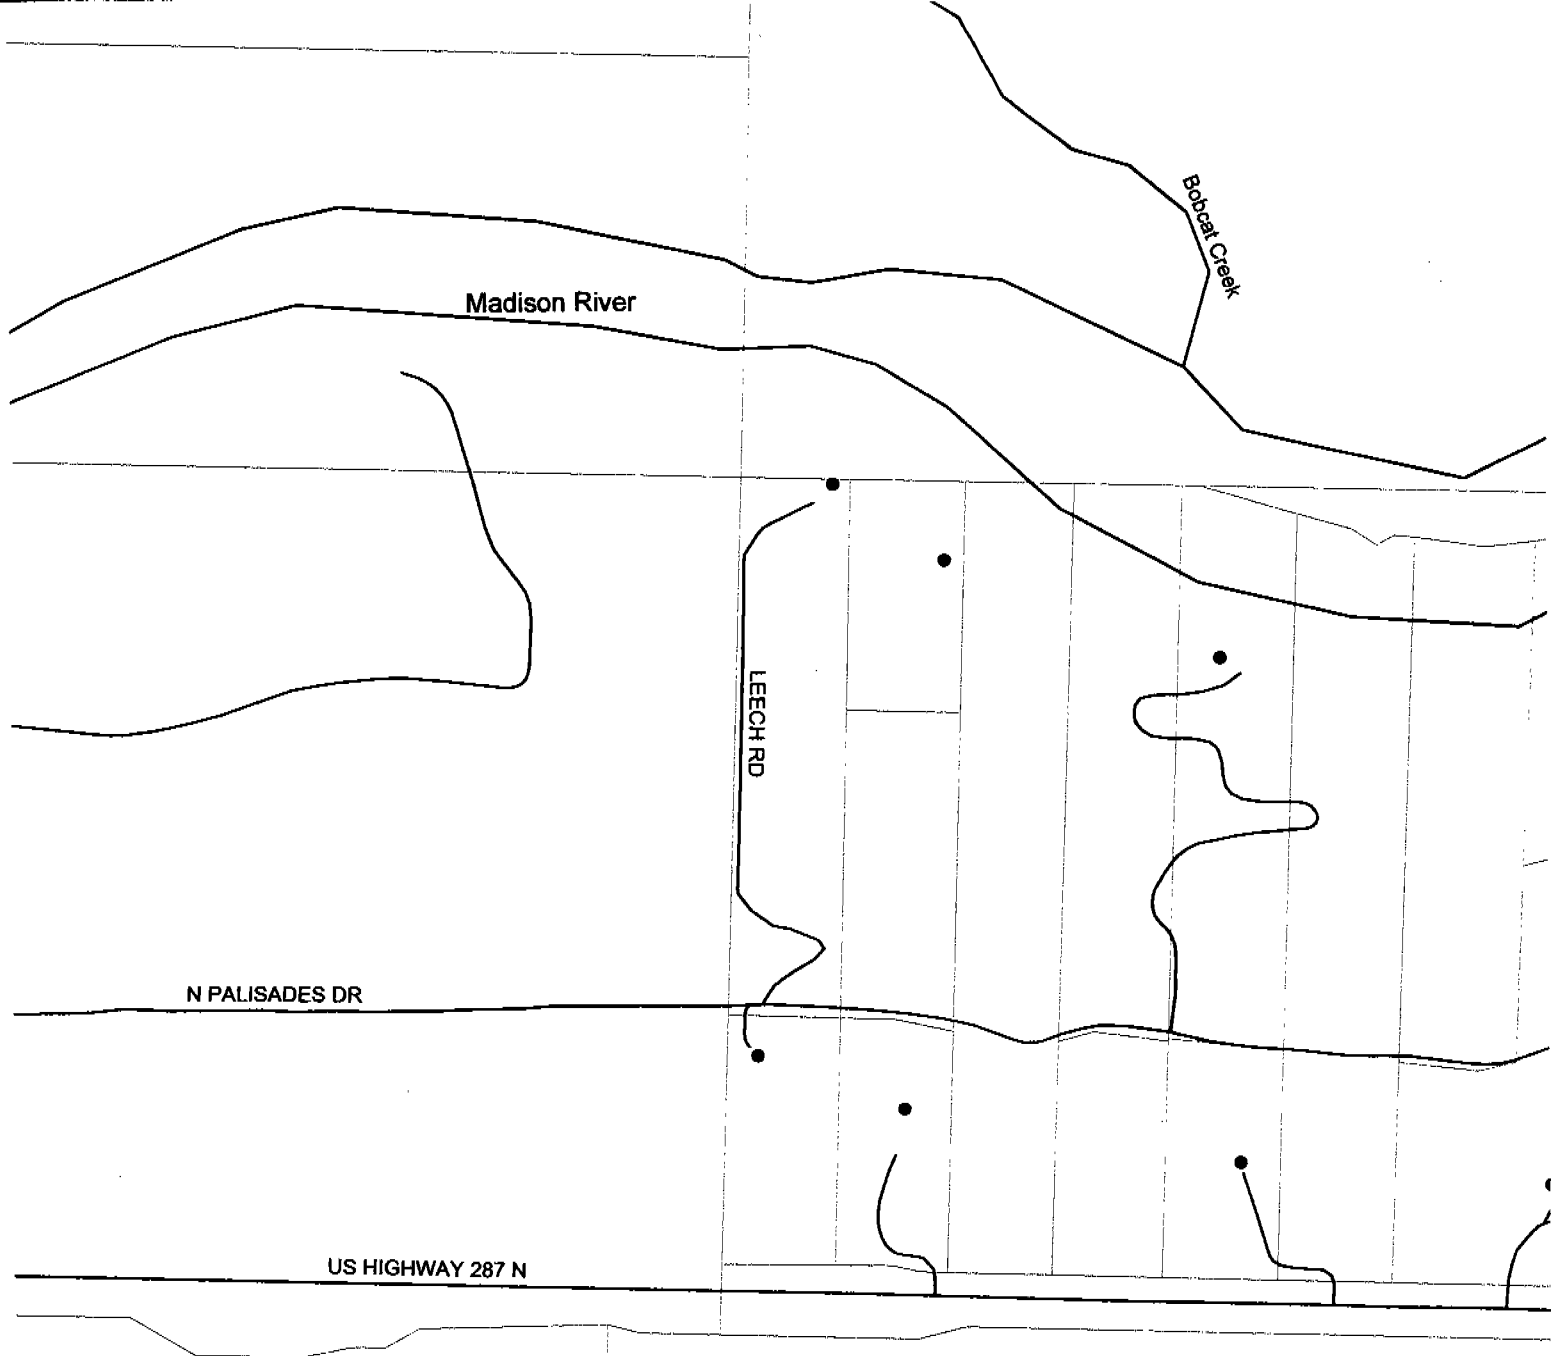 Bobcat Creek
Madison River
LEECH RD
N PALISADES DR
US HIGHWAY 287 N